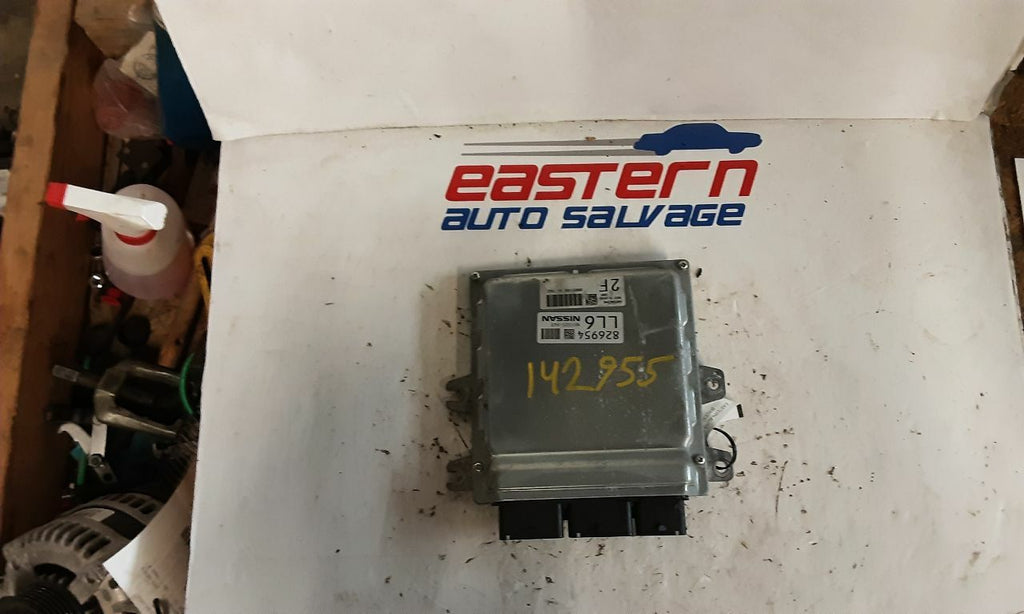 eastern
auto salvage
2F
826954
LL6
NISSAN
142955